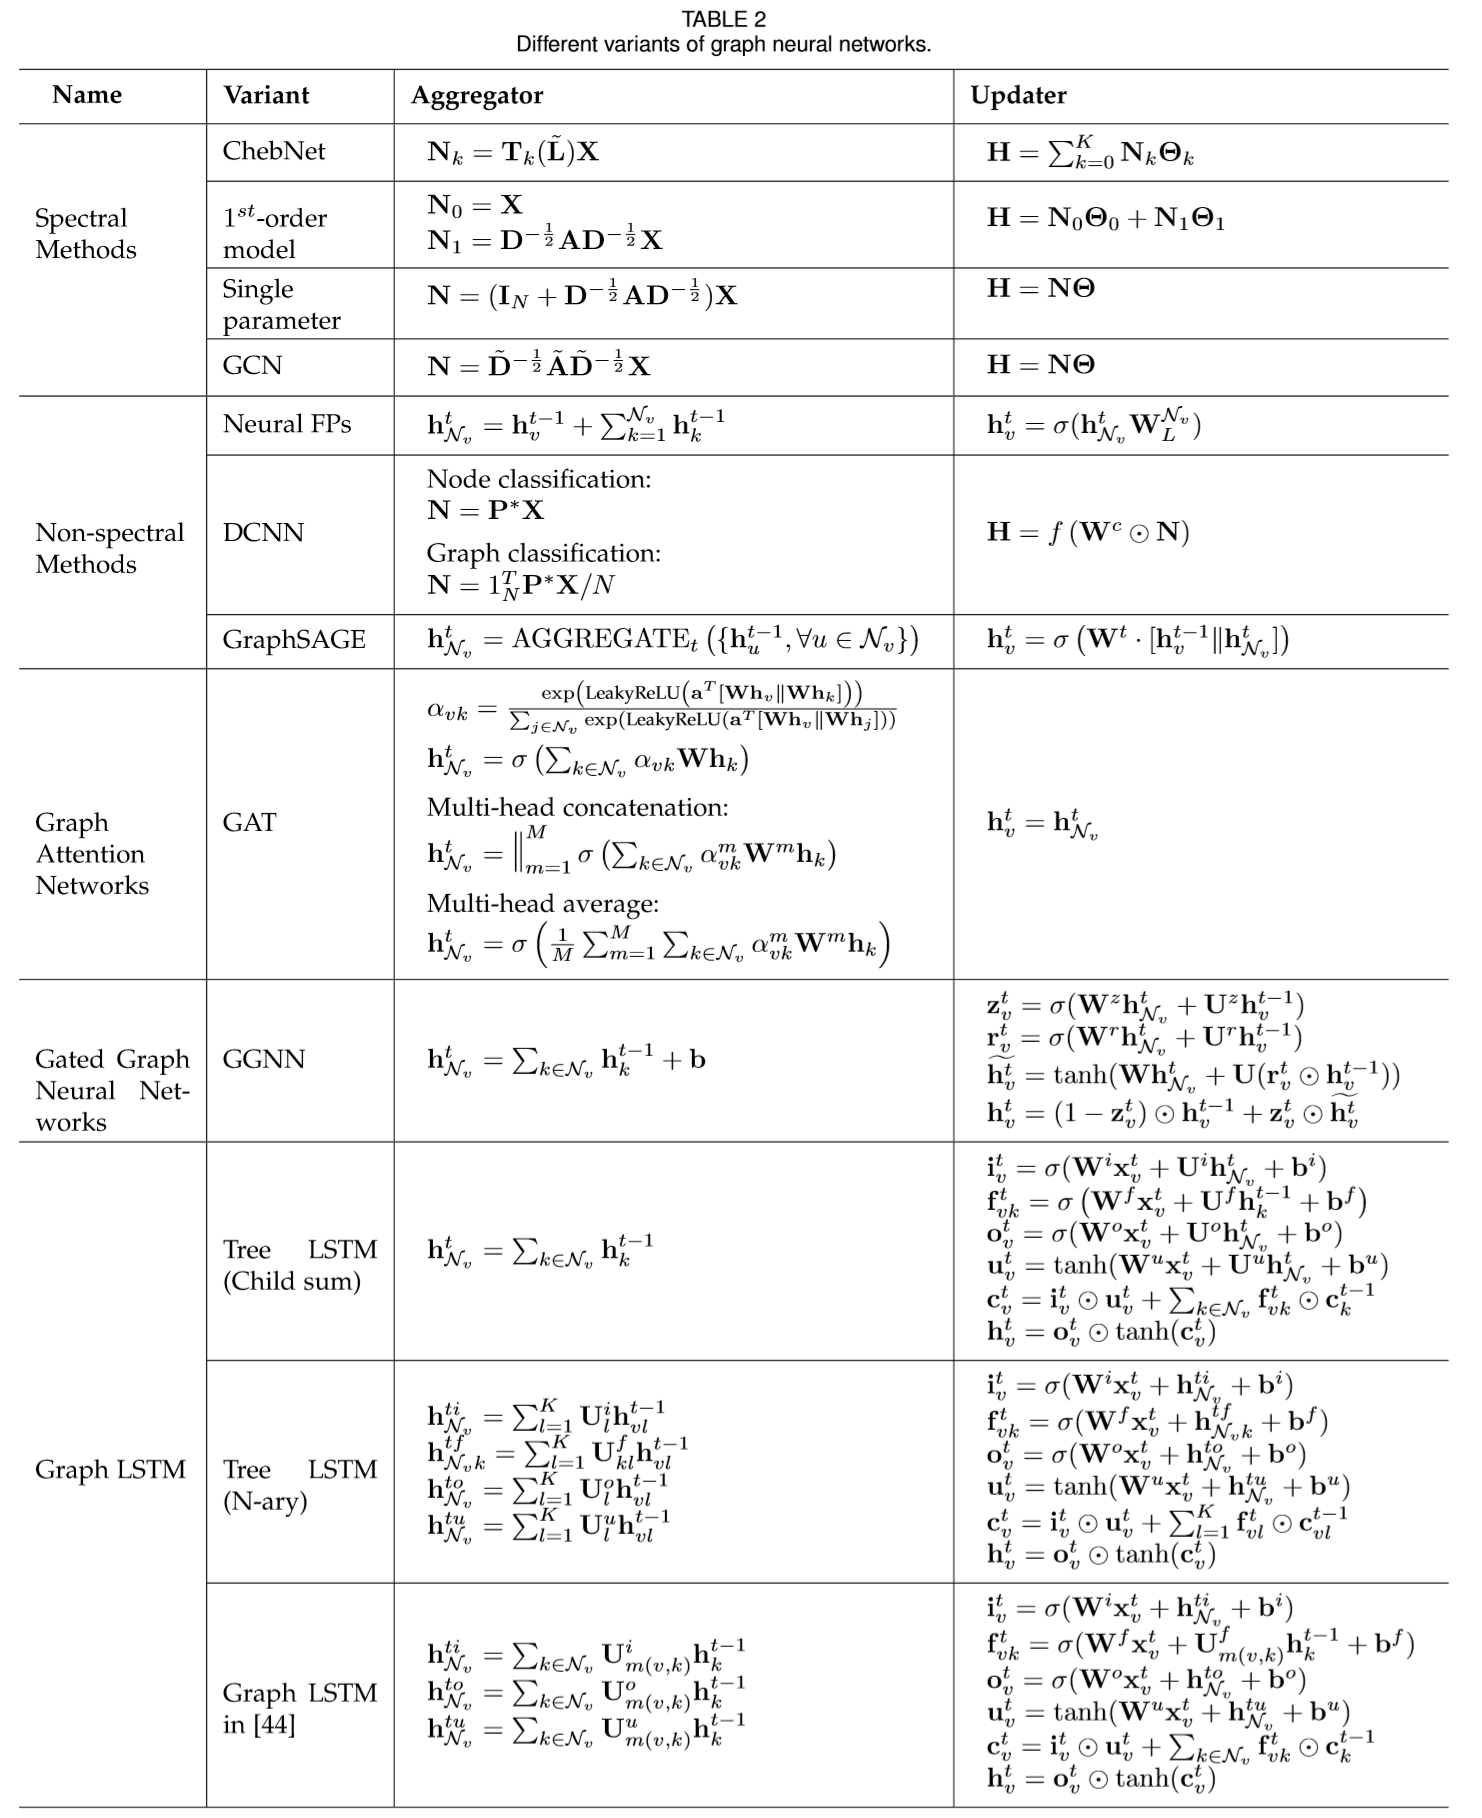 TABLE 2
Different variants of graph neural networks.
Name Variant Aggregator Updater
Spectral Methods
ChebNet
$\mathbf{N}_k = \mathbf{T}_k(\tilde{\mathbf{L}})\mathbf{X}$
$\mathbf{H} = \sum_{k=0}^{K} \mathbf{N}_k \mathbf{\Theta}_k$
1$^{st}$-order
model
$\mathbf{N}_0 = \mathbf{X}$
$\mathbf{N}_1 = \mathbf{D}^{-\frac{1}{2}} \mathbf{A} \mathbf{D}^{-\frac{1}{2}} \mathbf{X}$
$\mathbf{H} = \mathbf{N}_0 \mathbf{\Theta}_0 + \mathbf{N}_1 \mathbf{\Theta}_1$
Single
parameter
$\mathbf{N} = (\mathbf{I}_N + \mathbf{D}^{-\frac{1}{2}} \mathbf{A} \mathbf{D}^{-\frac{1}{2}}) \mathbf{X}$
$\mathbf{H} = \mathbf{N} \mathbf{\Theta}$
GCN
$\mathbf{N} = \tilde{\mathbf{D}}^{-\frac{1}{2}} \tilde{\mathbf{A}} \tilde{\mathbf{D}}^{-\frac{1}{2}} \mathbf{X}$
$\mathbf{H} = \mathbf{N} \mathbf{\Theta}$
Non-spectral
Methods
Neural FPs
$\mathbf{h}_{\mathcal{N}_v}^t = \mathbf{h}_v^{t-1} + \sum_{k=1}^{\mathcal{N}_v} \mathbf{h}_k^{t-1}$
$\mathbf{h}_v^t = \sigma(\mathbf{h}_{\mathcal{N}_v}^t \mathbf{W}_L^{\mathcal{N}_v})$
DCNN
Node classification:
$\mathbf{N} = \mathbf{P}^* \mathbf{X}$
Graph classification:
$\mathbf{N} = 1_N^T \mathbf{P}^* \mathbf{X} / N$
$\mathbf{H} = f(\mathbf{W}^c \odot \mathbf{N})$
GraphSAGE
$\mathbf{h}_{\mathcal{N}_v}^t = \text{AGGREGATE}_t(\{\mathbf{h}_u^{t-1}, \forall u \in \mathcal{N}_v\})$
$\mathbf{h}_v^t = \sigma(\mathbf{W}^t \cdot [\mathbf{h}_v^{t-1} \| \mathbf{h}_{\mathcal{N}_v}^t])$
Graph
Attention
Networks
GAT
$\alpha_{vk} = \frac{\exp(\text{LeakyReLU}(\mathbf{a}^T[\mathbf{W}\mathbf{h}_v \| \mathbf{W}\mathbf{h}_k]))}{\sum_{j \in \mathcal{N}_v} \exp(\text{LeakyReLU}(\mathbf{a}^T[\mathbf{W}\mathbf{h}_v \| \mathbf{W}\mathbf{h}_j]))}$
$\mathbf{h}_{\mathcal{N}_v}^t = \sigma(\sum_{k \in \mathcal{N}_v} \alpha_{vk} \mathbf{W} \mathbf{h}_k)$
Multi-head concatenation:
$\mathbf{h}_{\mathcal{N}_v}^t = \Big\|_{m=1}^{M} \sigma(\sum_{k \in \mathcal{N}_v} \alpha_{vk}^m \mathbf{W}^m \mathbf{h}_k)$
Multi-head average:
$\mathbf{h}_{\mathcal{N}_v}^t = \sigma(\frac{1}{M} \sum_{m=1}^{M} \sum_{k \in \mathcal{N}_v} \alpha_{vk}^m \mathbf{W}^m \mathbf{h}_k)$
$\mathbf{h}_v^t = \mathbf{h}_{\mathcal{N}_v}^t$
Gated Graph
Neural Net-
works
GGNN
$\mathbf{h}_{\mathcal{N}_v}^t = \sum_{k \in \mathcal{N}_v} \mathbf{h}_k^{t-1} + \mathbf{b}$
$\mathbf{z}_v^t = \sigma(\mathbf{W}^z \mathbf{h}_{\mathcal{N}_v}^t + \mathbf{U}^z \mathbf{h}_v^{t-1})$
$\mathbf{r}_v^t = \sigma(\mathbf{W}^r \mathbf{h}_{\mathcal{N}_v}^t + \mathbf{U}^r \mathbf{h}_v^{t-1})$
$\widetilde{\mathbf{h}_v^t} = \tanh(\mathbf{W} \mathbf{h}_{\mathcal{N}_v}^t + \mathbf{U}(\mathbf{r}_v^t \odot \mathbf{h}_v^{t-1}))$
$\mathbf{h}_v^t = (1 - \mathbf{z}_v^t) \odot \mathbf{h}_v^{t-1} + \mathbf{z}_v^t \odot \widetilde{\mathbf{h}_v^t}$
Graph LSTM
Tree LSTM
(Child sum)
$\mathbf{h}_{\mathcal{N}_v}^t = \sum_{k \in \mathcal{N}_v} \mathbf{h}_k^{t-1}$
$\mathbf{i}_v^t = \sigma(\mathbf{W}^i \mathbf{x}_v^t + \mathbf{U}^i \mathbf{h}_{\mathcal{N}_v}^t + \mathbf{b}^i)$
$\mathbf{f}_{vk}^t = \sigma(\mathbf{W}^f \mathbf{x}_v^t + \mathbf{U}^f \mathbf{h}_k^{t-1} + \mathbf{b}^f)$
$\mathbf{o}_v^t = \sigma(\mathbf{W}^o \mathbf{x}_v^t + \mathbf{U}^o \mathbf{h}_{\mathcal{N}_v}^t + \mathbf{b}^o)$
$\mathbf{u}_v^t = \tanh(\mathbf{W}^u \mathbf{x}_v^t + \mathbf{U}^u \mathbf{h}_{\mathcal{N}_v}^t + \mathbf{b}^u)$
$\mathbf{c}_v^t = \mathbf{i}_v^t \odot \mathbf{u}_v^t + \sum_{k \in \mathcal{N}_v} \mathbf{f}_{vk}^t \odot \mathbf{c}_k^{t-1}$
$\mathbf{h}_v^t = \mathbf{o}_v^t \odot \tanh(\mathbf{c}_v^t)$
Tree LSTM
(N-ary)
$\mathbf{h}_{\mathcal{N}_v}^{ti} = \sum_{l=1}^{K} \mathbf{U}_l^i \mathbf{h}_{vl}^{t-1}$
$\mathbf{h}_{\mathcal{N}_v k}^{tf} = \sum_{l=1}^{K} \mathbf{U}_{kl}^f \mathbf{h}_{vl}^{t-1}$
$\mathbf{h}_{\mathcal{N}_v}^{to} = \sum_{l=1}^{K} \mathbf{U}_l^o \mathbf{h}_{vl}^{t-1}$
$\mathbf{h}_{\mathcal{N}_v}^{tu} = \sum_{l=1}^{K} \mathbf{U}_l^u \mathbf{h}_{vl}^{t-1}$
$\mathbf{i}_v^t = \sigma(\mathbf{W}^i \mathbf{x}_v^t + \mathbf{h}_{\mathcal{N}_v}^{ti} + \mathbf{b}^i)$
$\mathbf{f}_{vk}^t = \sigma(\mathbf{W}^f \mathbf{x}_v^t + \mathbf{h}_{\mathcal{N}_v k}^{tf} + \mathbf{b}^f)$
$\mathbf{o}_v^t = \sigma(\mathbf{W}^o \mathbf{x}_v^t + \mathbf{h}_{\mathcal{N}_v}^{to} + \mathbf{b}^o)$
$\mathbf{u}_v^t = \tanh(\mathbf{W}^u \mathbf{x}_v^t + \mathbf{h}_{\mathcal{N}_v}^{tu} + \mathbf{b}^u)$
$\mathbf{c}_v^t = \mathbf{i}_v^t \odot \mathbf{u}_v^t + \sum_{l=1}^{K} \mathbf{f}_{vl}^t \odot \mathbf{c}_{vl}^{t-1}$
$\mathbf{h}_v^t = \mathbf{o}_v^t \odot \tanh(\mathbf{c}_v^t)$
Graph LSTM
in [44]
$\mathbf{h}_{\mathcal{N}_v}^{ti} = \sum_{k \in \mathcal{N}_v} \mathbf{U}_{m(v,k)}^i \mathbf{h}_k^{t-1}$
$\mathbf{h}_{\mathcal{N}_v}^{to} = \sum_{k \in \mathcal{N}_v} \mathbf{U}_{m(v,k)}^o \mathbf{h}_k^{t-1}$
$\mathbf{h}_{\mathcal{N}_v}^{tu} = \sum_{k \in \mathcal{N}_v} \mathbf{U}_{m(v,k)}^u \mathbf{h}_k^{t-1}$
$\mathbf{i}_v^t = \sigma(\mathbf{W}^i \mathbf{x}_v^t + \mathbf{h}_{\mathcal{N}_v}^{ti} + \mathbf{b}^i)$
$\mathbf{f}_{vk}^t = \sigma(\mathbf{W}^f \mathbf{x}_v^t + \mathbf{U}_{m(v,k)}^f \mathbf{h}_k^{t-1} + \mathbf{b}^f)$
$\mathbf{o}_v^t = \sigma(\mathbf{W}^o \mathbf{x}_v^t + \mathbf{h}_{\mathcal{N}_v}^{to} + \mathbf{b}^o)$
$\mathbf{u}_v^t = \tanh(\mathbf{W}^u \mathbf{x}_v^t + \mathbf{h}_{\mathcal{N}_v}^{tu} + \mathbf{b}^u)$
$\mathbf{c}_v^t = \mathbf{i}_v^t \odot \mathbf{u}_v^t + \sum_{k \in \mathcal{N}_v} \mathbf{f}_{vk}^t \odot \mathbf{c}_k^{t-1}$
$\mathbf{h}_v^t = \mathbf{o}_v^t \odot \tanh(\mathbf{c}_v^t)$